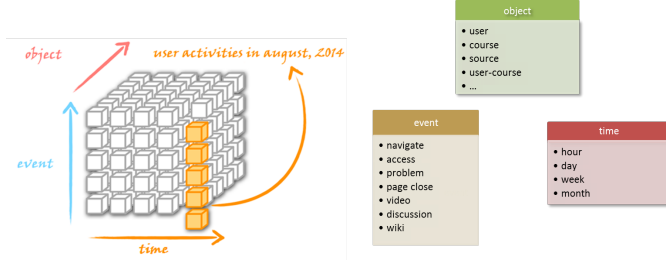 object
user activities in august, 2014
event
time
object
• user
• course
• source
• user-course
• ...
event
• navigate
• access
• problem
• page close
• video
• discussion
• wiki
time
• hour
• day
• week
• month